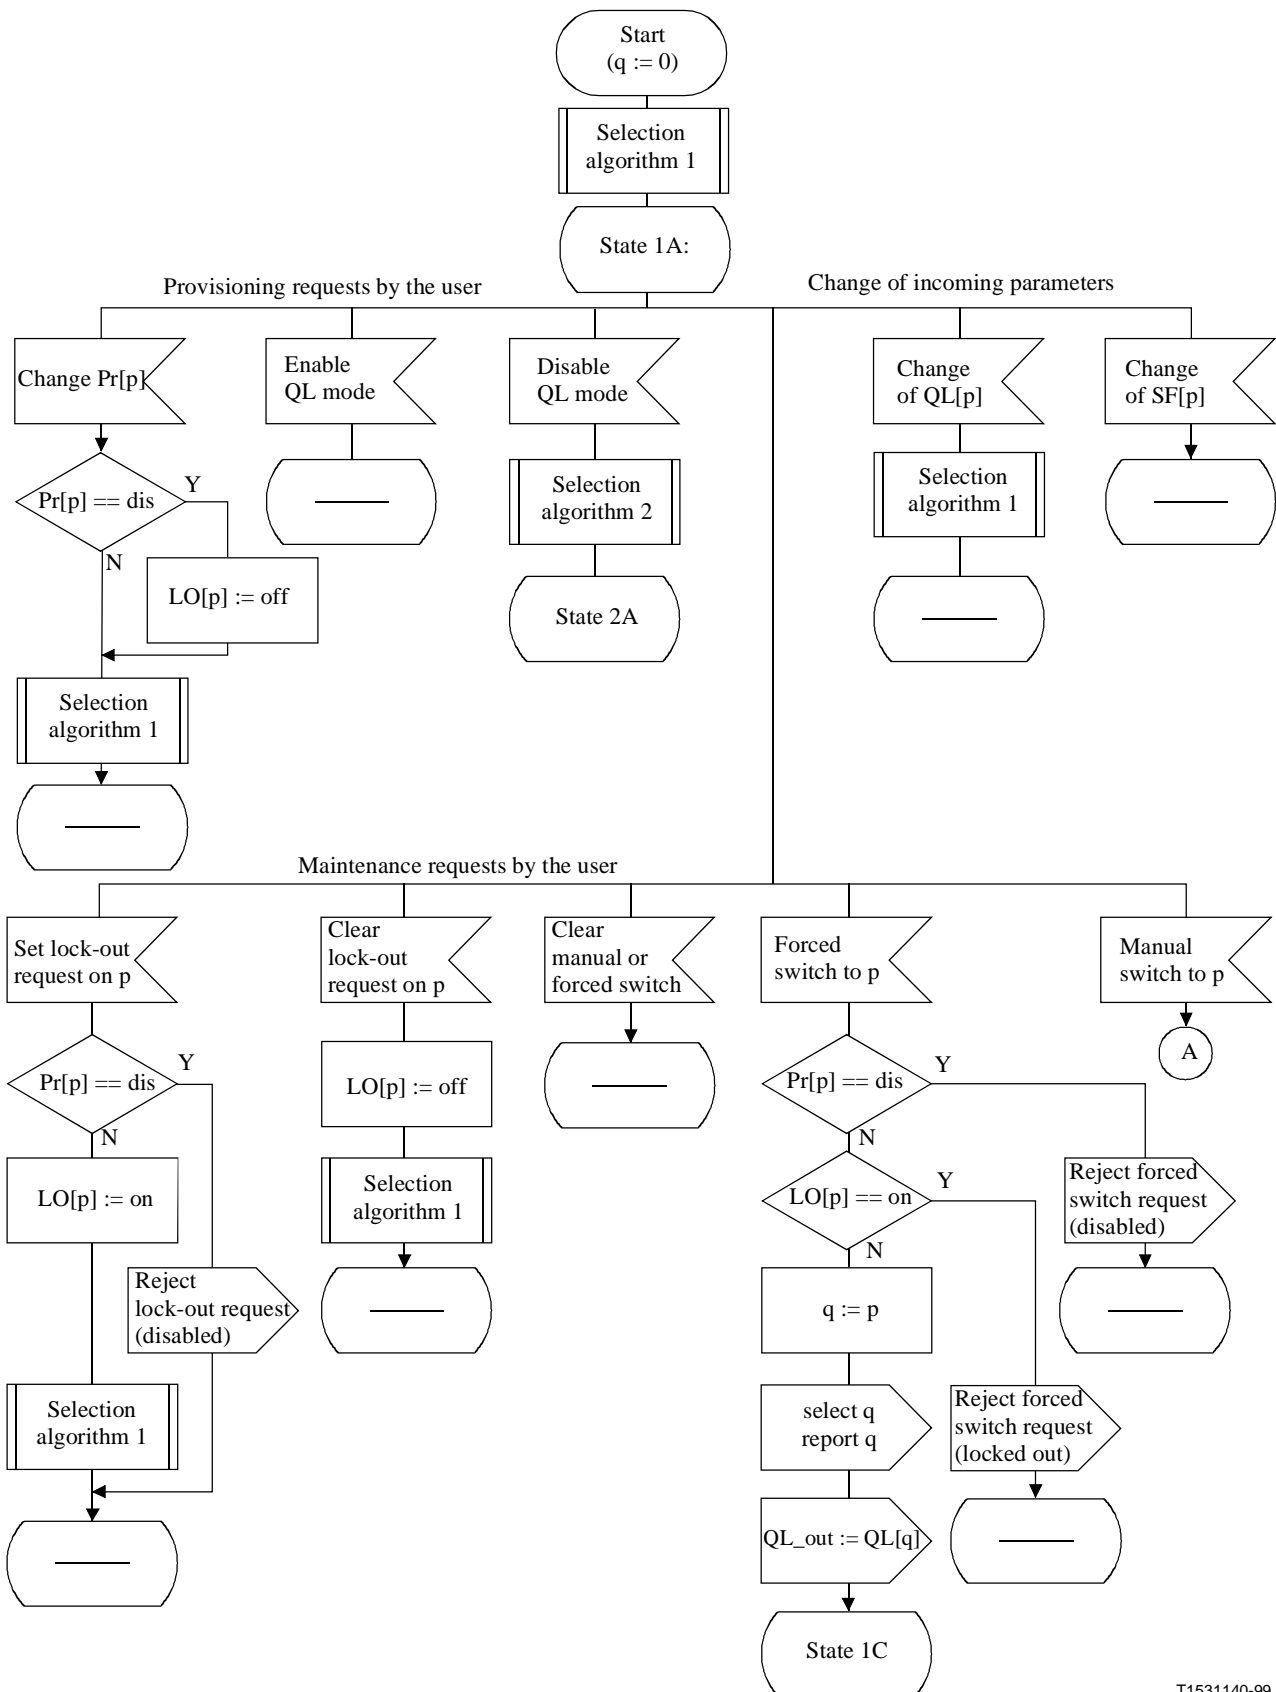 Start
(q := 0)
Selection
algorithm 1
State 1A:
Provisioning requests by the user
Change of incoming parameters
Change Pr[p]
Enable
QL mode
Disable
QL mode
Change
of QL[p]
Change
of SF[p]
Pr[p] == dis
Y
N
LO[p] := off
Selection
algorithm 1
Selection
algorithm 2
State 2A
Selection
algorithm 1
Maintenance requests by the user
Set lock-out
request on p
Clear
lock-out
request on p
Clear
manual or
forced switch
Forced
switch to p
Manual
switch to p
Pr[p] == dis
Y
N
LO[p] := on
Reject
lock-out request
(disabled)
Selection
algorithm 1
LO[p] := off
Selection
algorithm 1
Pr[p] == dis
Y
N
LO[p] == on
Y
N
q := p
select q
report q
QL_out := QL[q]
State 1C
Reject forced
switch request
(disabled)
Reject forced
switch request
(locked out)
A
T1531140-99